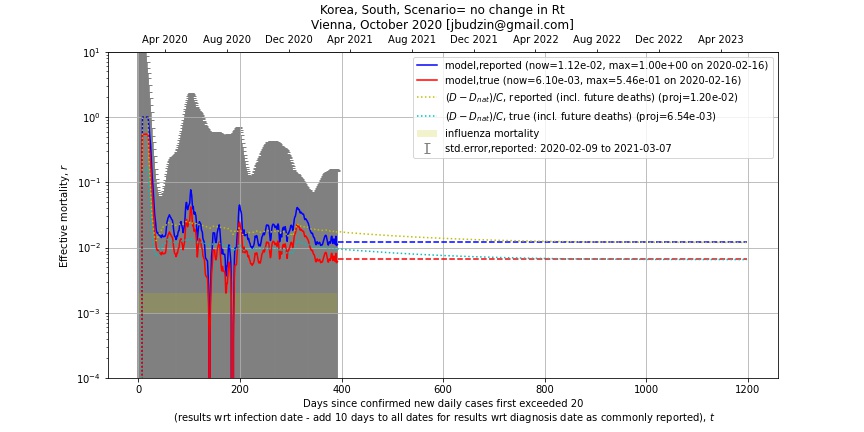 Korea, South, Scenario= no change in Rt
Vienna, October 2020 [jbudzin@gmail.com]
Apr 2020 Aug 2020 Dec 2020 Apr 2021 Aug 2021 Dec 2021 Apr 2022 Aug 2022 Dec 2022 Apr 2023
model,reported (now=1.12e-02, max=1.00e+00 on 2020-02-16)
model,true (now=6.10e-03, max=5.46e-01 on 2020-02-16)
(D − Dnat)/C, reported (incl. future deaths) (proj=1.20e-02)
(D − Dnat)/C, true (incl. future deaths) (proj=6.54e-03)
influenza mortality
std.error,reported: 2020-02-09 to 2021-03-07
Effective mortality, r
10¹
10⁰
10⁻¹
10⁻²
10⁻³
10⁻⁴
0 200 400 600 800 1000 1200
Days since confirmed new daily cases first exceeded 20
(results wrt infection date - add 10 days to all dates for results wrt diagnosis date as commonly reported), t